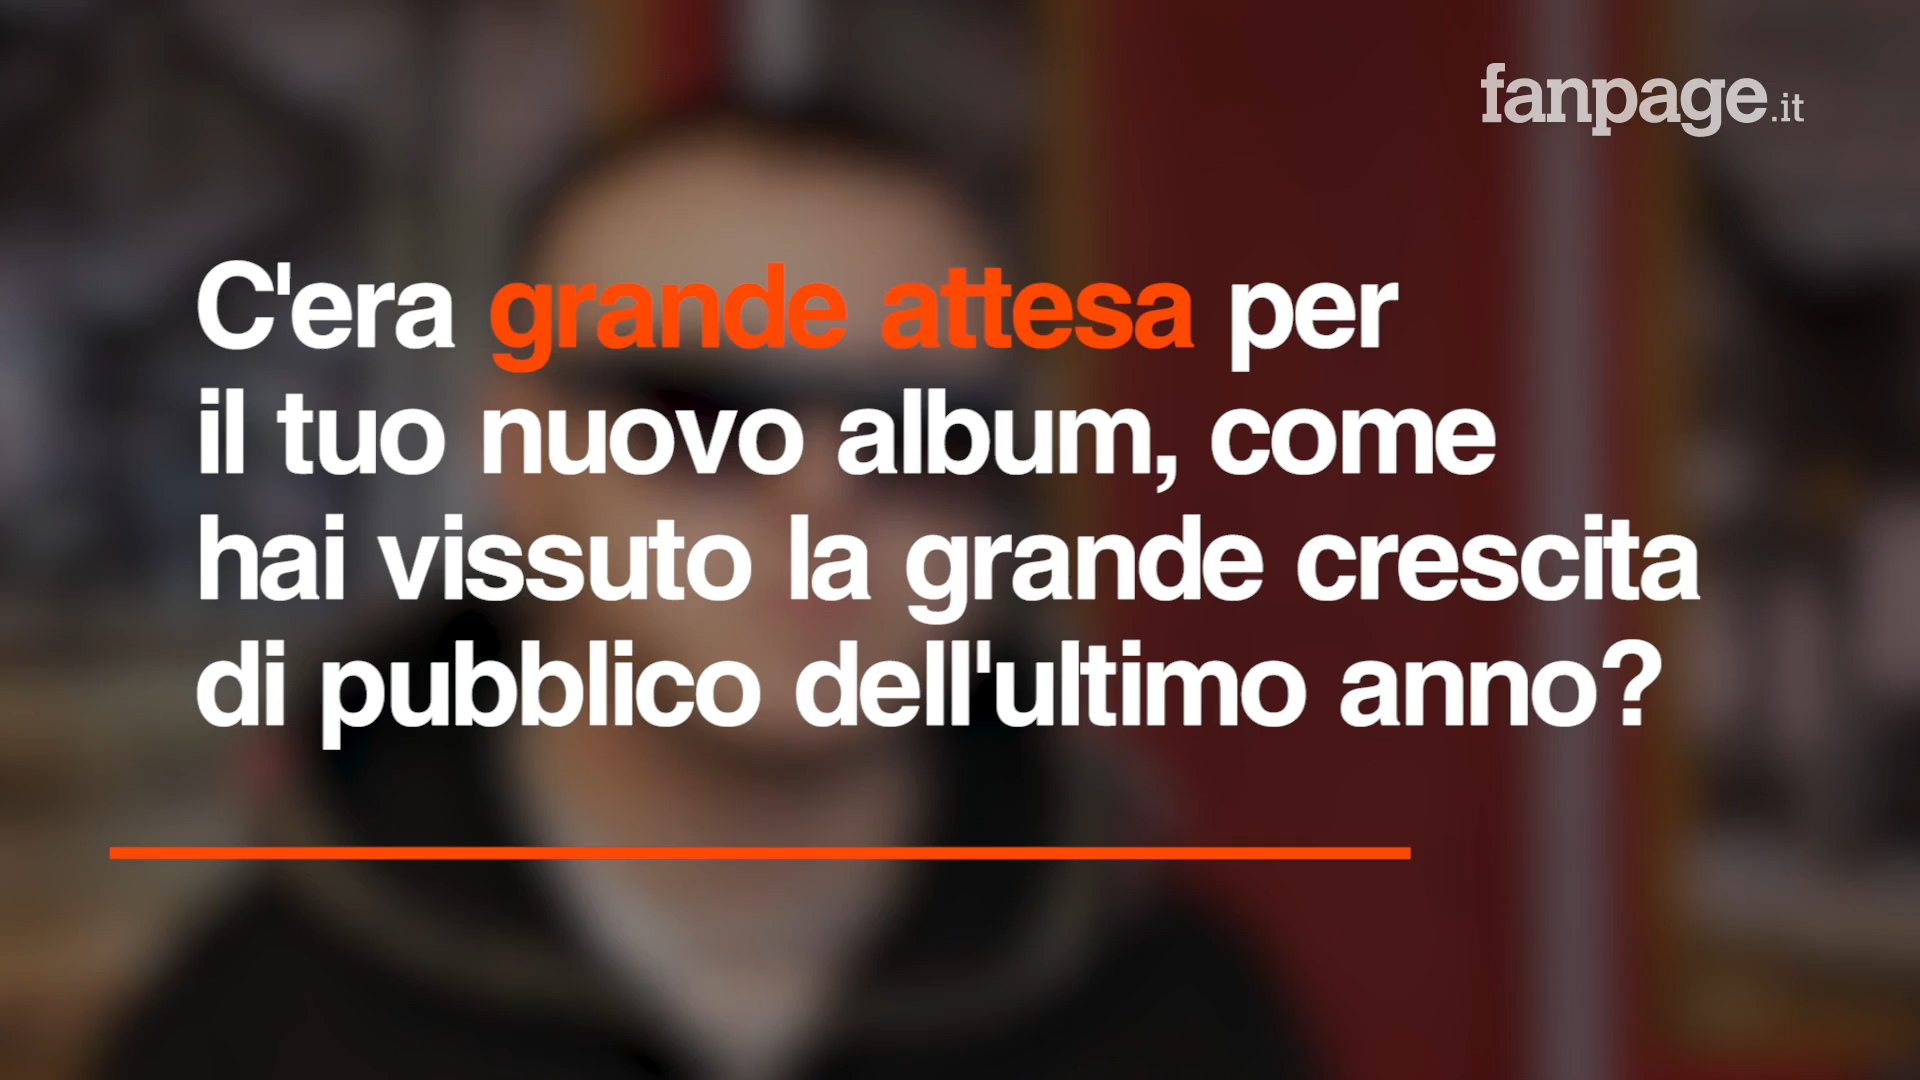 fanpage.it
C'era grande attesa per
il tuo nuovo album, come
hai vissuto la grande crescita
di pubblico dell'ultimo anno?